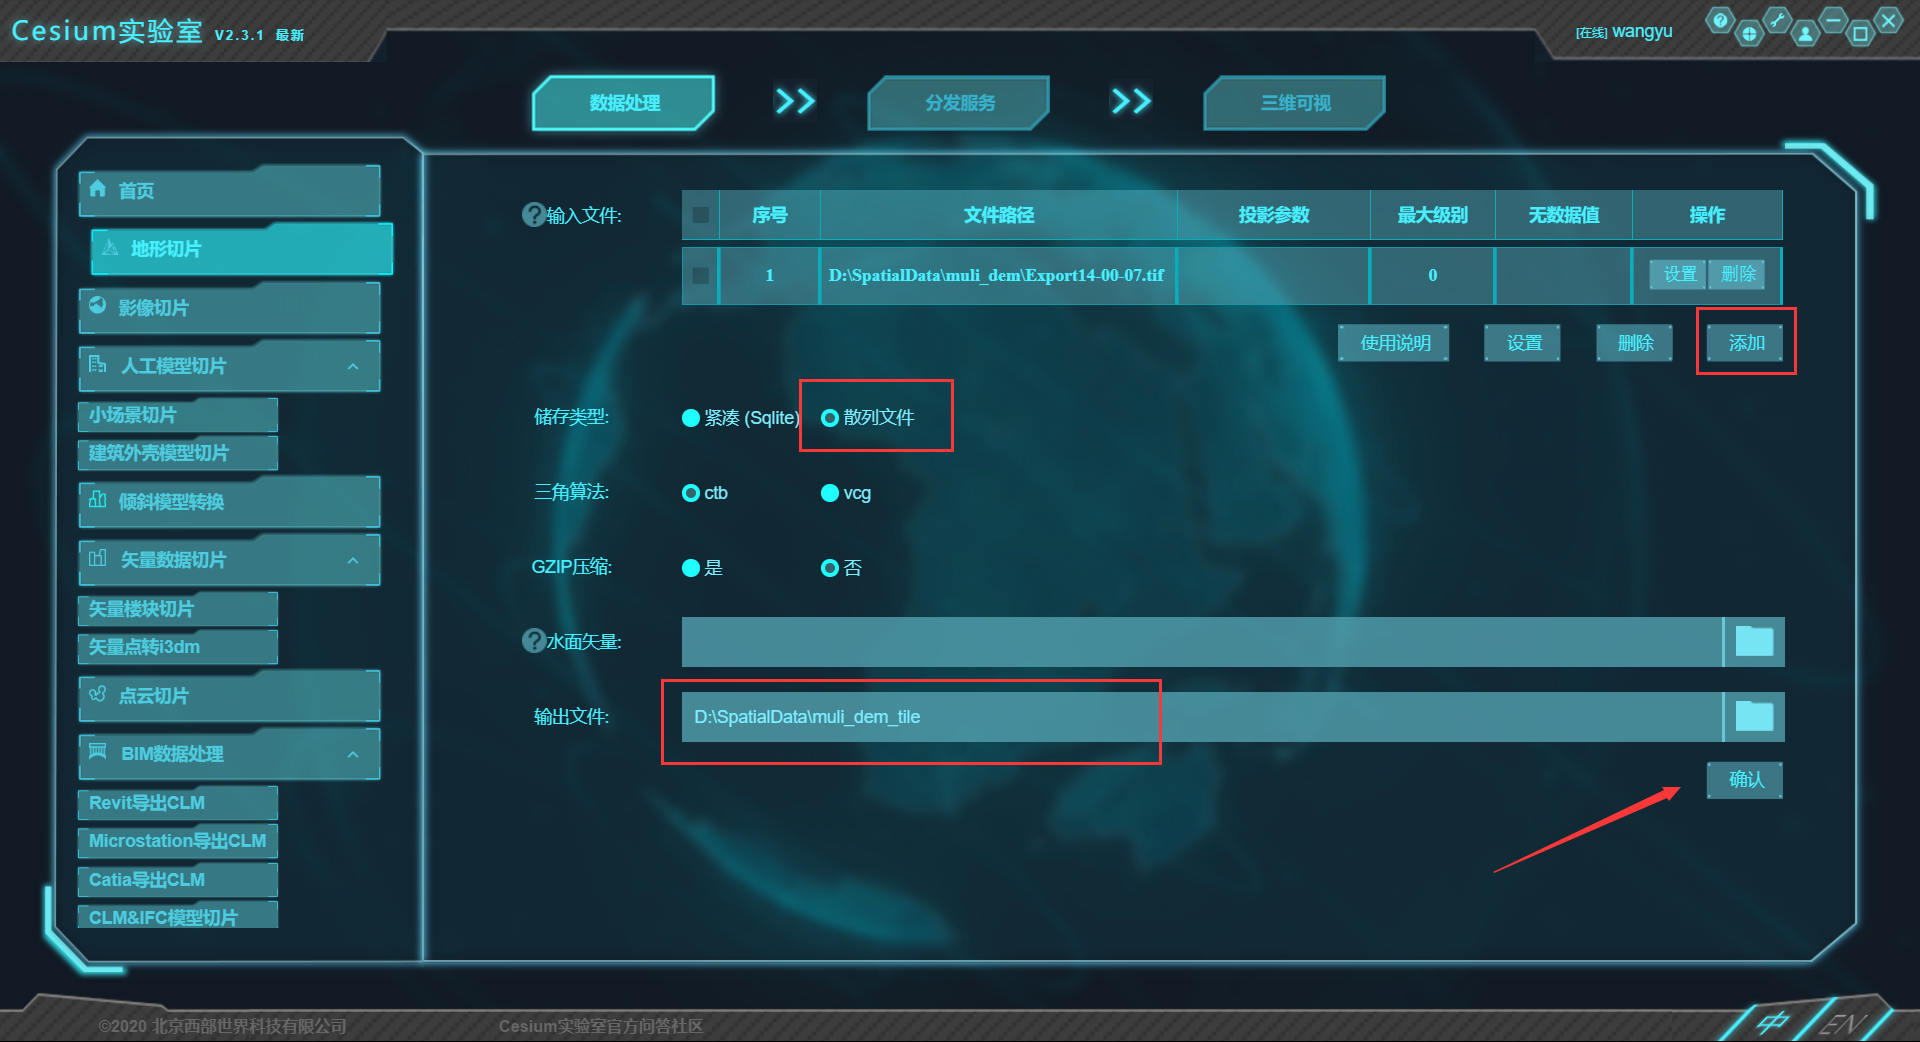 Cesium实验室 V2.3.1 最新
[在线] wangyu
数据处理
分发服务
三维可视
首页
地形切片
影像切片
人工模型切片
小场景切片
建筑外壳模型切片
倾斜模型转换
矢量数据切片
矢量楼块切片
矢量点转i3dm
点云切片
BIM数据处理
Revit导出CLM
Microstation导出CLM
Catia导出CLM
CLM&IFC模型切片
?输入文件:
序号 文件路径 投影参数 最大级别 无数据值 操作
1 D:\SpatialData\muli_dem\Export14-00-07.tif 0 设置 删除
使用说明 设置 删除 添加
储存类型: 紧凑 (Sqlite) 散列文件
三角算法: ctb vcg
GZIP压缩: 是 否
?水面矢量:
输出文件: D:\SpatialData\muli_dem_tile
确认
©2020 北京西部世界科技有限公司
Cesium实验室官方问答社区
中 EN